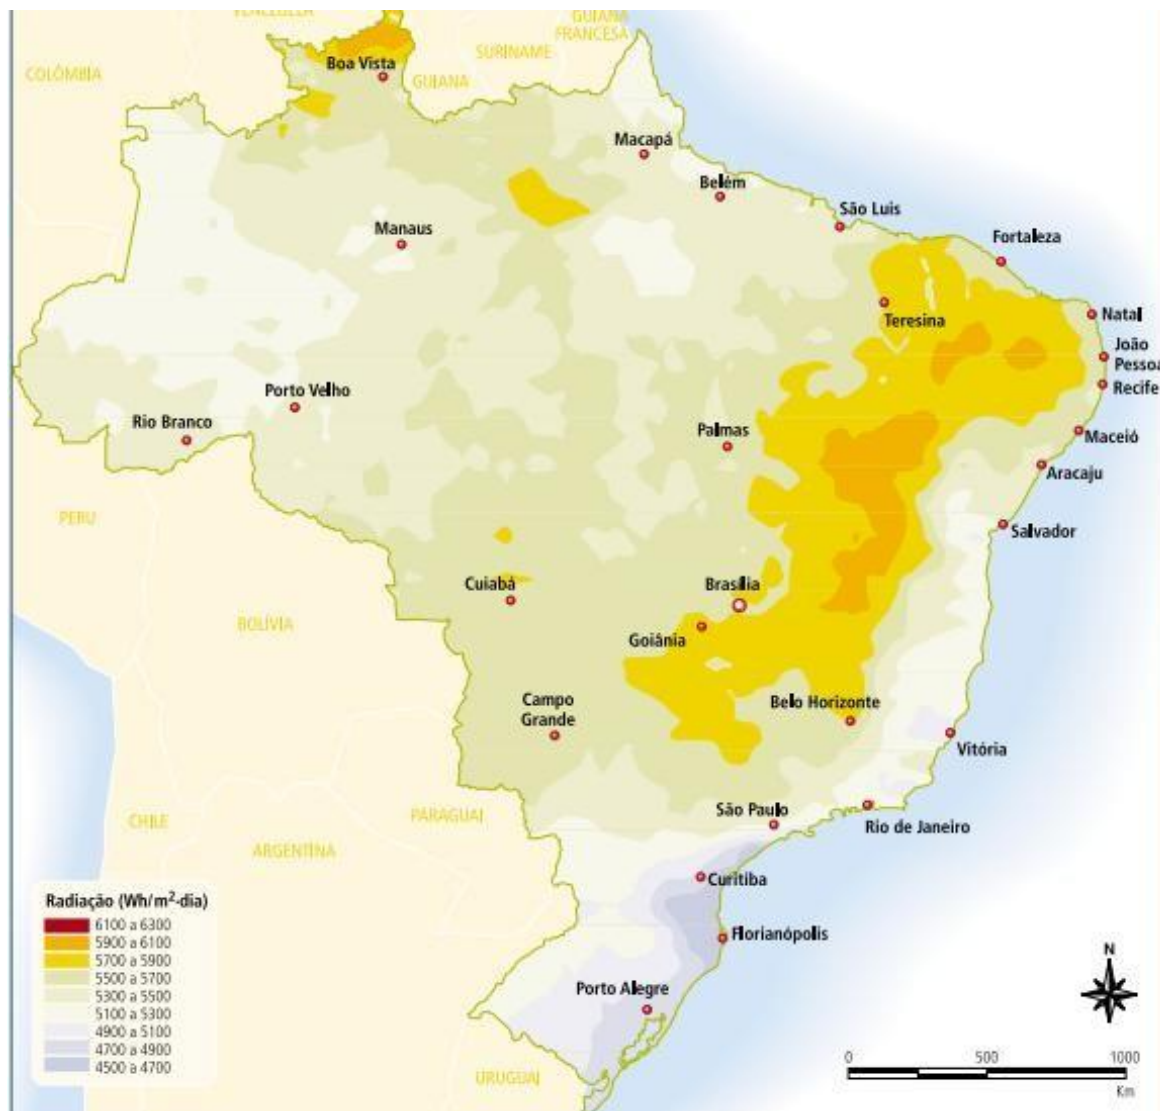 VENEZUELA
GUIANA
FRANCESA
SURINAME
COLÔMBIA
Boa Vista
GUIANA
Macapá
Belém
São Luis
Manaus
Fortaleza
Teresina
Natal
João
Pessoa
Recife
Porto Velho
Rio Branco
Palmas
Maceió
Aracaju
PERU
Salvador
Cuiabá
Brasília
BOLÍVIA
Goiânia
Campo
Grande
Belo Horizonte
Vitória
São Paulo
Rio de Janeiro
CHILE
PARAGUAI
ARGENTINA
Curitiba
Florianópolis
Porto Alegre
URUGUAI
Radiação (Wh/m²-dia)
6100 a 6300
5900 a 6100
5700 a 5900
5500 a 5700
5300 a 5500
5100 a 5300
4900 a 5100
4700 a 4900
4500 a 4700
N
0 500 1000
Km